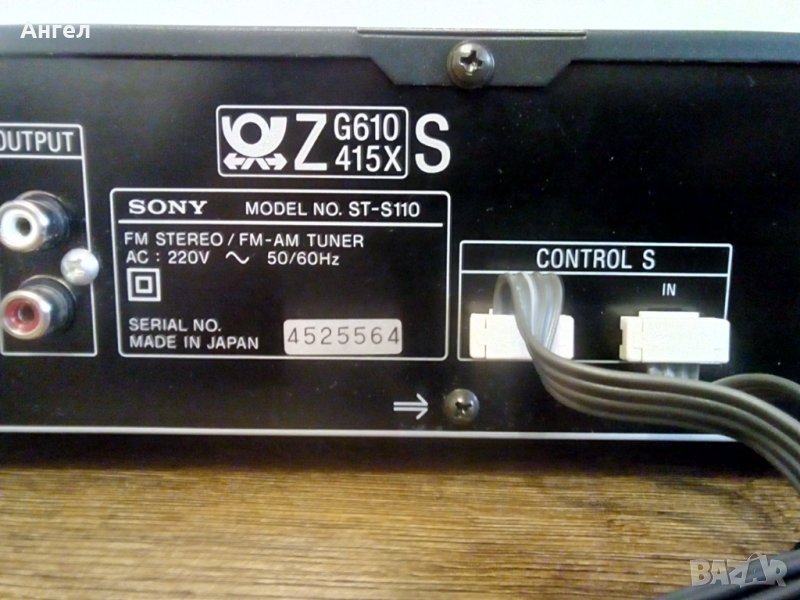 Ангел
OUTPUT
Z G610 415X S
SONY MODEL NO. ST-S110
FM STEREO / FM-AM TUNER
AC : 220V ~ 50/60Hz
SERIAL NO.
MADE IN JAPAN 4525564
CONTROL S
IN
BAZAR